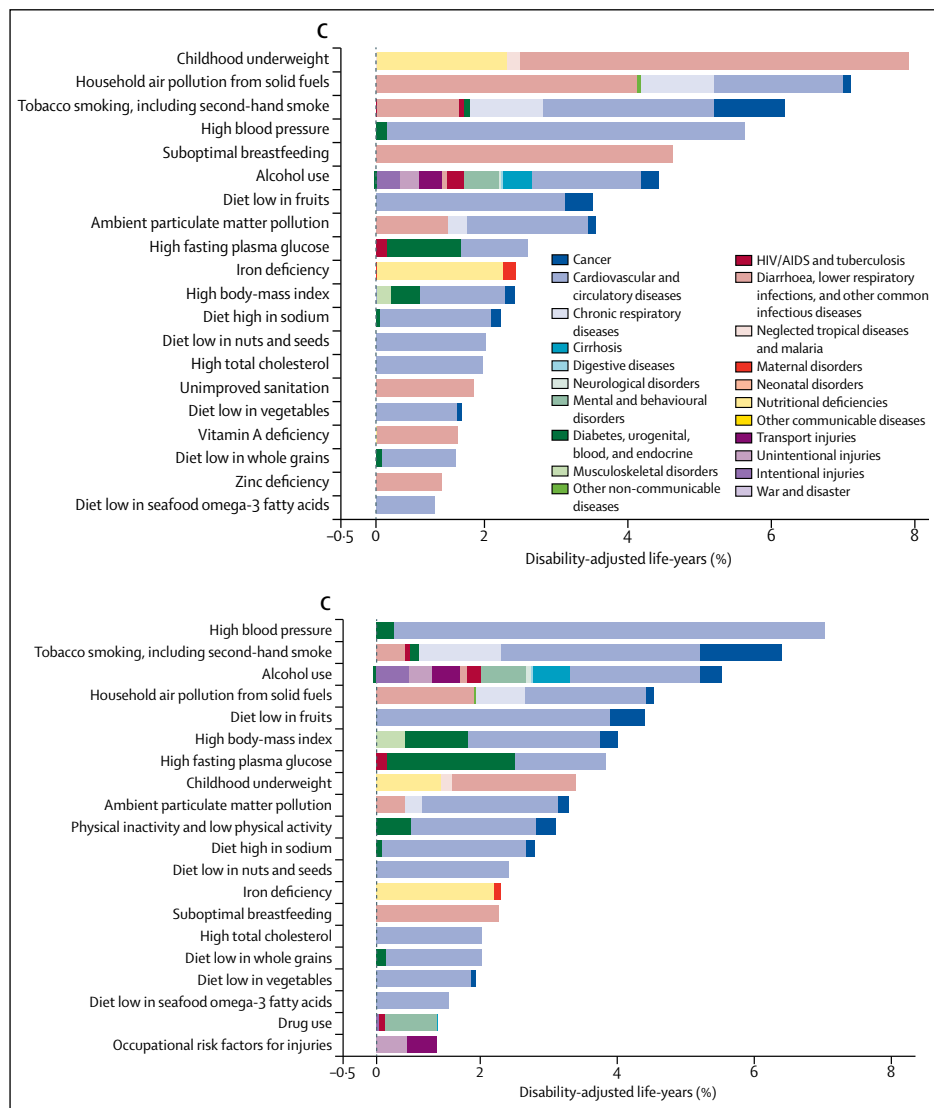 C
Childhood underweight
Household air pollution from solid fuels
Tobacco smoking, including second-hand smoke
High blood pressure
Suboptimal breastfeeding
Alcohol use
Diet low in fruits
Ambient particulate matter pollution
High fasting plasma glucose
Iron deficiency
High body-mass index
Diet high in sodium
Diet low in nuts and seeds
High total cholesterol
Unimproved sanitation
Diet low in vegetables
Vitamin A deficiency
Diet low in whole grains
Zinc deficiency
Diet low in seafood omega-3 fatty acids
Cancer
Cardiovascular and
circulatory diseases
Chronic respiratory
diseases
Cirrhosis
Digestive diseases
Neurological disorders
Mental and behavioural
disorders
Diabetes, urogenital,
blood, and endocrine
Musculoskeletal disorders
Other non-communicable
diseases
HIV/AIDS and tuberculosis
Diarrhoea, lower respiratory
infections, and other common
infectious diseases
Neglected tropical diseases
and malaria
Maternal disorders
Neonatal disorders
Nutritional deficiencies
Other communicable diseases
Transport injuries
Unintentional injuries
Intentional injuries
War and disaster
–0·5 0 2 4 6 8
Disability-adjusted life-years (%)
C
High blood pressure
Tobacco smoking, including second-hand smoke
Alcohol use
Household air pollution from solid fuels
Diet low in fruits
High body-mass index
High fasting plasma glucose
Childhood underweight
Ambient particulate matter pollution
Physical inactivity and low physical activity
Diet high in sodium
Diet low in nuts and seeds
Iron deficiency
Suboptimal breastfeeding
High total cholesterol
Diet low in whole grains
Diet low in vegetables
Diet low in seafood omega-3 fatty acids
Drug use
Occupational risk factors for injuries
–0·5 0 2 4 6 8
Disability-adjusted life-years (%)